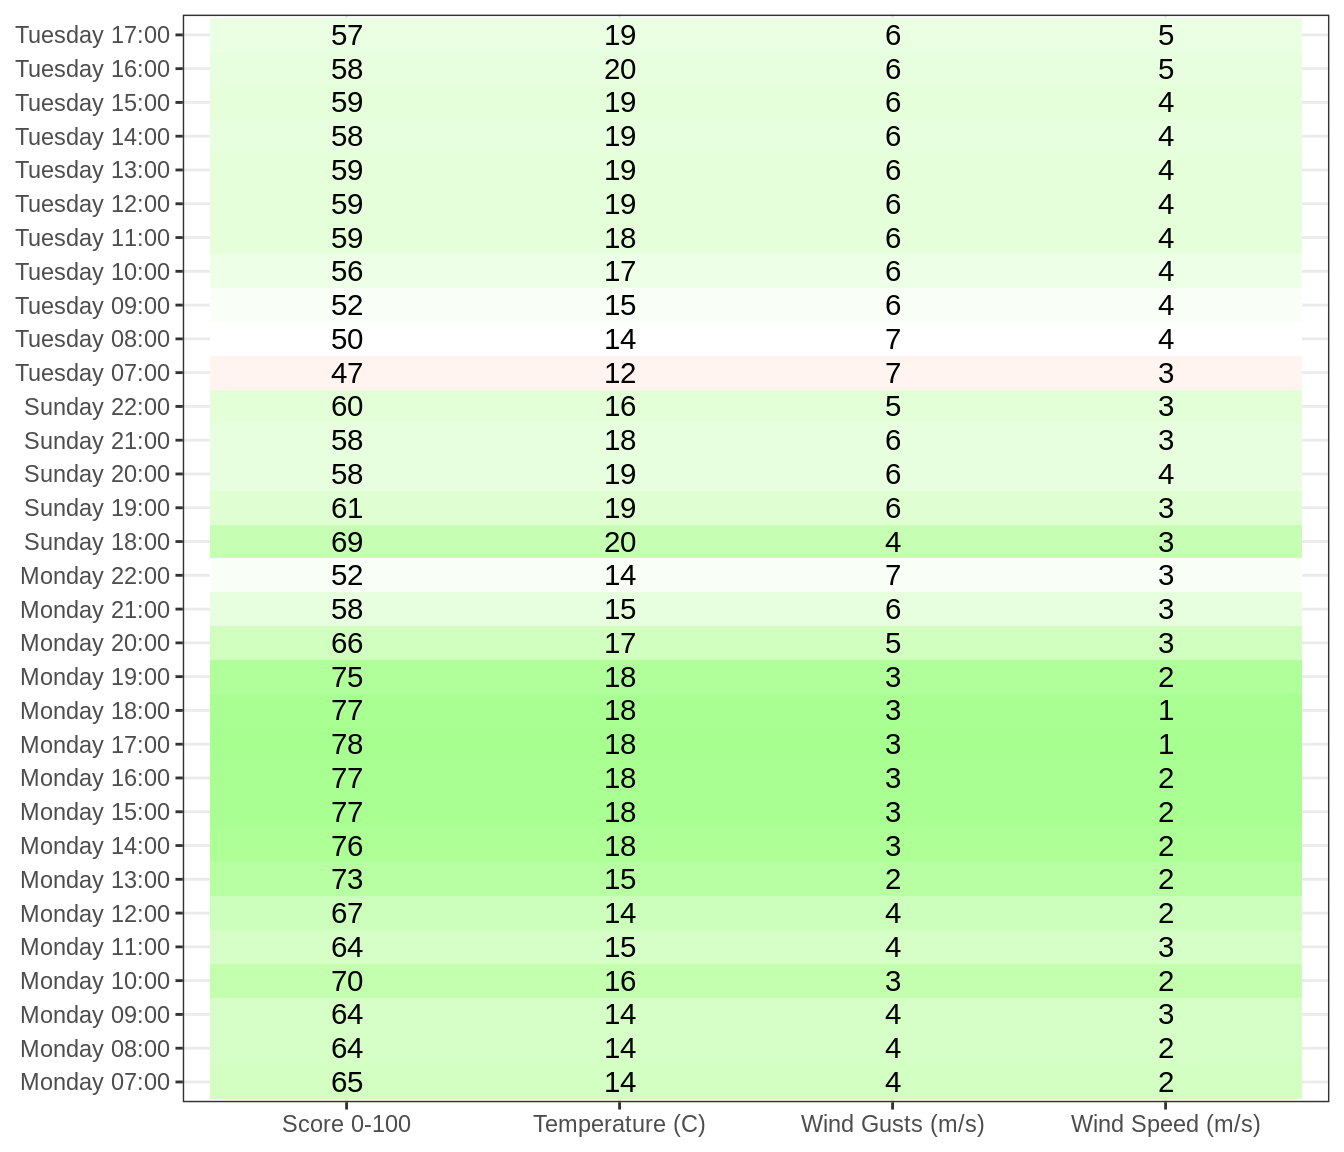 Tuesday 17:00 57 19 6 5
Tuesday 16:00 58 20 6 5
Tuesday 15:00 59 19 6 4
Tuesday 14:00 58 19 6 4
Tuesday 13:00 59 19 6 4
Tuesday 12:00 59 19 6 4
Tuesday 11:00 59 18 6 4
Tuesday 10:00 56 17 6 4
Tuesday 09:00 52 15 6 4
Tuesday 08:00 50 14 7 4
Tuesday 07:00 47 12 7 3
Sunday 22:00 60 16 5 3
Sunday 21:00 58 18 6 3
Sunday 20:00 58 19 6 4
Sunday 19:00 61 19 6 3
Sunday 18:00 69 20 4 3
Monday 22:00 52 14 7 3
Monday 21:00 58 15 6 3
Monday 20:00 66 17 5 3
Monday 19:00 75 18 3 2
Monday 18:00 77 18 3 1
Monday 17:00 78 18 3 1
Monday 16:00 77 18 3 2
Monday 15:00 77 18 3 2
Monday 14:00 76 18 3 2
Monday 13:00 73 15 2 2
Monday 12:00 67 14 4 2
Monday 11:00 64 15 4 3
Monday 10:00 70 16 3 2
Monday 09:00 64 14 4 3
Monday 08:00 64 14 4 2
Monday 07:00 65 14 4 2
Score 0-100 Temperature (C) Wind Gusts (m/s) Wind Speed (m/s)